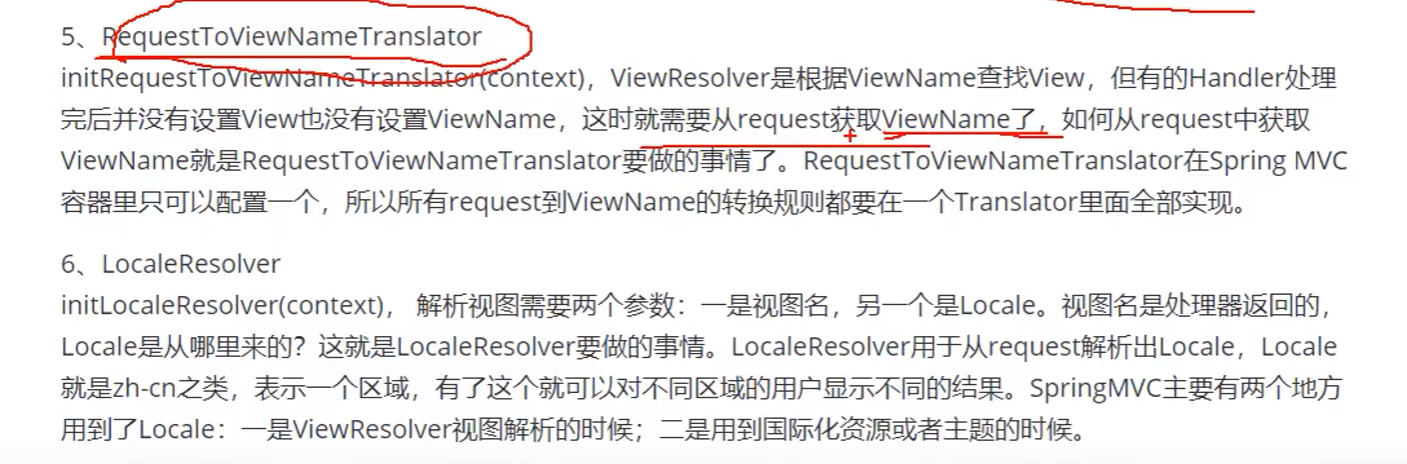 5、RequestToViewNameTranslator
initRequestToViewNameTranslator(context)，ViewResolver是根据ViewName查找View，但有的Handler处理
完后并没有设置View也没有设置ViewName，这时就需要从request获取ViewName了，如何从request中获取
ViewName就是RequestToViewNameTranslator要做的事情了。RequestToViewNameTranslator在Spring MVC
容器里只可以配置一个，所以所有request到ViewName的转换规则都要在一个Translator里面全部实现。
6、LocaleResolver
initLocaleResolver(context)， 解析视图需要两个参数：一是视图名，另一个是Locale。视图名是处理器返回的，
Locale是从哪里来的？这就是LocaleResolver要做的事情。LocaleResolver用于从request解析出Locale，Locale
就是zh-cn之类，表示一个区域，有了这个就可以对不同区域的用户显示不同的结果。SpringMVC主要有两个地方
用到了Locale：一是ViewResolver视图解析的时候；二是用到国际化资源或者主题的时候。